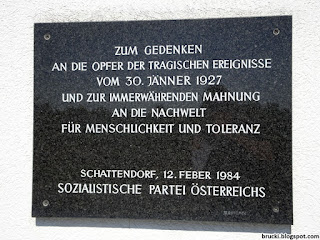 ZUM GEDENKEN
AN DIE OPFER DER TRAGISCHEN EREIGNISSE
VOM 30. JÄNNER 1927
UND ZUR IMMERWÄHRENDEN MAHNUNG
AN DIE NACHWELT
FÜR MENSCHLICHKEIT UND TOLERANZ
SCHATTENDORF, 12. FEBER 1984
SOZIALISTISCHE PARTEI ÖSTERREICHS
brucki.blogspot.com